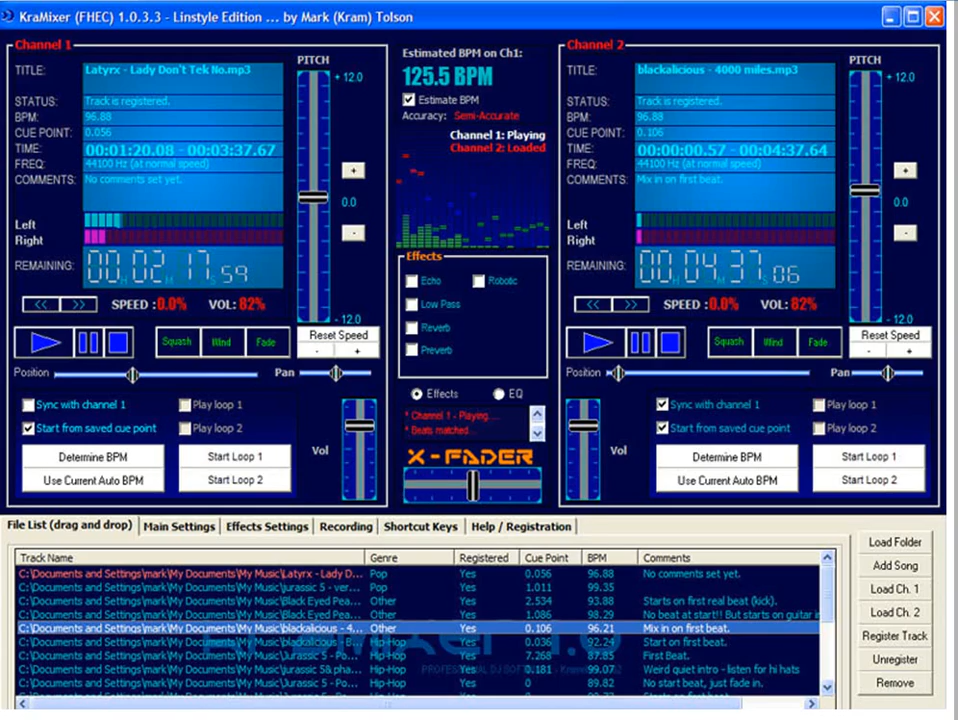 KraMixer (FHEC) 1.0.3.3 - Linstyle Edition ... by Mark (Kram) Tolson
Channel 1
TITLE: Latyrx - Lady Don't Tek No.mp3
STATUS: Track is registered.
BPM: 96.88
CUE POINT: 0.056
TIME: 00:01:20.08 - 00:03:37.67
FREQ: 44100 Hz (at normal speed)
COMMENTS: No comments set yet.
Left
Right
REMAINING: 00H 02M 17S 59
<< >> SPEED :0.0% VOL: 82%
PITCH
+ 12.0
+
0.0
-
- 12.0
Squash Wind Fade
Reset Speed
- +
Position
Pan
Sync with channel 1
Play loop 1
Start from saved cue point
Play loop 2
Determine BPM
Start Loop 1
Use Current Auto BPM
Start Loop 2
Vol
Estimated BPM on Ch1:
125.5 BPM
Estimate BPM
Accuracy: Semi-Accurate
Channel 1: Playing
Channel 2: Loaded
Effects
Echo Robotic
Low Pass
Reverb
Preverb
Effects EQ
* Channel 1 - Playing....
* Beats matched...
X-FADER
Channel 2
TITLE: blackalicious - 4000 miles.mp3
STATUS: Track is registered.
BPM: 96.88
CUE POINT: 0.106
TIME: 00:00:00.57 - 00:04:37.64
FREQ: 44100 Hz (at normal speed)
COMMENTS: Mix in on first beat.
Left
Right
REMAINING: 00H 04M 37S 06
<< >> SPEED :0.0% VOL: 82%
PITCH
+ 12.0
+
0.0
-
- 12.0
Squash Wind Fade
Reset Speed
- +
Position
Pan
Sync with channel 1
Play loop 1
Start from saved cue point
Play loop 2
Determine BPM
Start Loop 1
Use Current Auto BPM
Start Loop 2
Vol
File List (drag and drop) Main Settings Effects Settings Recording Shortcut Keys Help / Registration
Track Name Genre Registered Cue Point BPM Comments
C:\Documents and Settings\mark\My Documents\My Music\Latyrx - Lady D... Pop Yes 0.056 96.88 No comments set yet.
C:\Documents and Settings\mark\My Documents\My Music\jurassic 5 - ver... Pop Yes 1.011 99.35
C:\Documents and Settings\mark\My Documents\My Music\Black Eyed Pea... Other Yes 2.534 93.88 Starts on first real beat (kick).
C:\Documents and Settings\mark\My Documents\My Music\Black Eyed Pea... Other Yes 1.086 98.29 No beat at start!! But starts on guitar
C:\Documents and Settings\mark\My Documents\My Music\blackalicious - 4... Other Yes 0.106 96.21 Mix in on first beat.
C:\Documents and Settings\mark\My Documents\My Music\blackalicious Hip-Hop Yes 0.038 92.24 Start on first beat.
C:\Documents and Settings\mark\My Documents\My Music\Jurassic 5 - Po... Hip-Hop Yes 7.268 87.85 First Beat.
C:\Documents and Settings\mark\My Documents\My Music\jurassic 5& pha... Hip-Hop Yes 99.07 Weird quiet intro - listen for hi hats
C:\Documents and Settings\mark\My Documents\My Music\Jurassic 5 - Po... Hip-Hop Yes 0 89.82 No start beat, just fade in.
Load Folder
Add Song
Load Ch. 1
Load Ch. 2
Register Track
Unregister
Remove